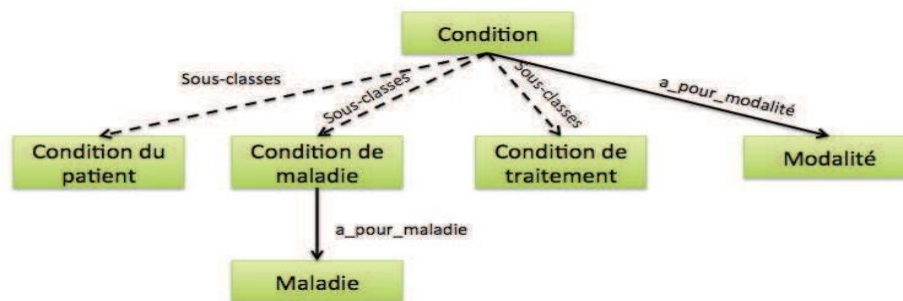 Condition
Sous-classes
Sous-classes
Sous-classes
a_pour_modalité
Condition du
patient
Condition de
maladie
Condition de
traitement
Modalité
a_pour_maladie
Maladie